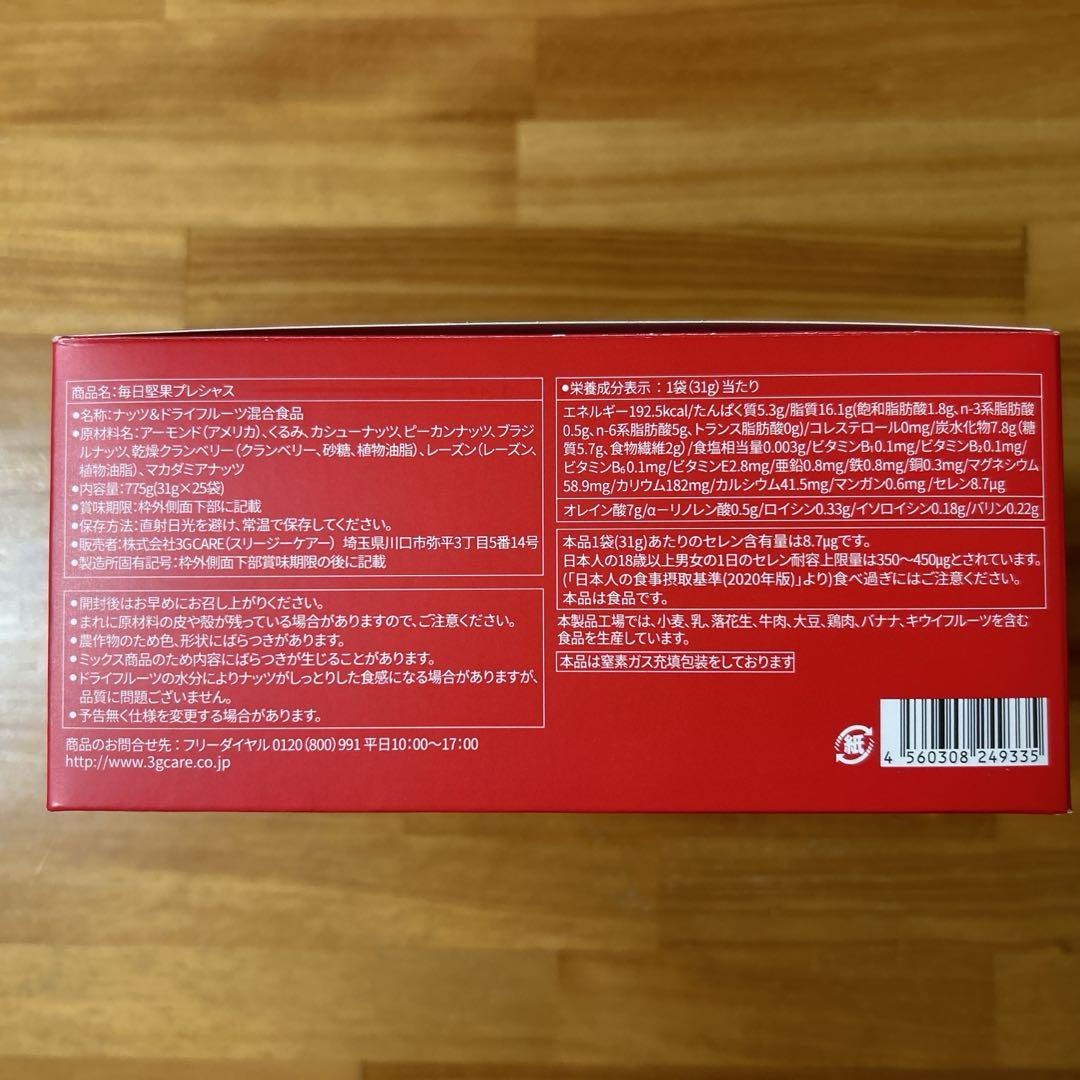 商品名:毎日堅果プレシャス
●名称:ナッツ&ドライフルーツ混合食品
●原材料名:アーモンド(アメリカ)、くるみ、カシューナッツ、ピーカンナッツ、ブラジ
ルナッツ、乾燥クランベリー(クランベリー、砂糖、植物油脂)、レーズン(レーズン、
植物油脂)、マカダミアナッツ
●内容量:775g(31g×25袋)
●賞味期限:枠外側面下部に記載
●保存方法:直射日光を避け、常温で保存してください。
●販売者:株式会社3GCARE(スリージーケアー) 埼玉県川口市弥平3丁目5番14号
●製造所固有記号:枠外側面下部賞味期限の後に記載
●開封後はお早めにお召し上がりください。
●まれに原材料の皮や殻が残っている場合がありますので、ご注意ください。
●農作物のため色、形状にばらつきがあります。
●ミックス商品のため内容にばらつきが生じることがあります。
●ドライフルーツの水分によりナッツがしっとりした食感になる場合がありますが、
品質に問題ございません。
●予告無く仕様を変更する場合があります。
商品のお問合せ先:フリーダイヤル 0120(800)991 平日10:00〜17:00
http://www.3gcare.co.jp
●栄養成分表示:1袋(31g)当たり
エネルギー192.5kcal/たんぱく質5.3g/脂質16.1g(飽和脂肪酸1.8g、n-3系脂肪酸
0.5g、n-6系脂肪酸5g、トランス脂肪酸0g)/コレステロール0mg/炭水化物7.8g(糖
質5.7g、食物繊維2g)/食塩相当量0.003g/ビタミンB₁0.1mg/ビタミンB₂0.1mg/
ビタミンB₆0.1mg/ビタミンE2.8mg/亜鉛0.8mg/鉄0.8mg/銅0.3mg/マグネシウム
58.9mg/カリウム182mg/カルシウム41.5mg/マンガン0.6mg/セレン8.7μg
オレイン酸7g/α−リノレン酸0.5g/ロイシン0.33g/イソロイシン0.18g/バリン0.22g
本品1袋(31g)あたりのセレン含有量は8.7μgです。
日本人の18歳以上男女の1日のセレン耐容上限量は350〜450μgとされています。
(「日本人の食事摂取基準(2020年版)」より)食べ過ぎにはご注意ください。
本品は食品です。
本製品工場では、小麦、乳、落花生、牛肉、大豆、鶏肉、バナナ、キウイフルーツを含む
食品を生産しています。
本品は窒素ガス充填包装をしております
紙
4 560308 249335